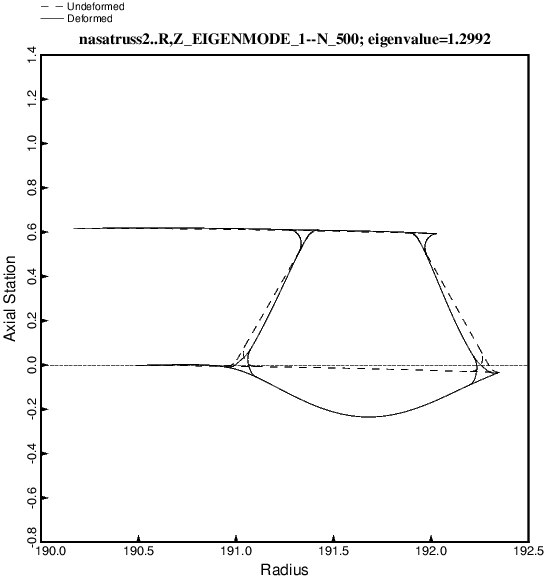 Undeformed
Deformed
nasatruss2..R,Z_EIGENMODE_1--N_500; eigenvalue=1.2992
1.4
1.2
1.0
0.8
0.6
0.4
0.2
0.0
-0.2
-0.4
-0.6
-0.8
Axial Station
190.0 190.5 191.0 191.5 192.0 192.5
Radius